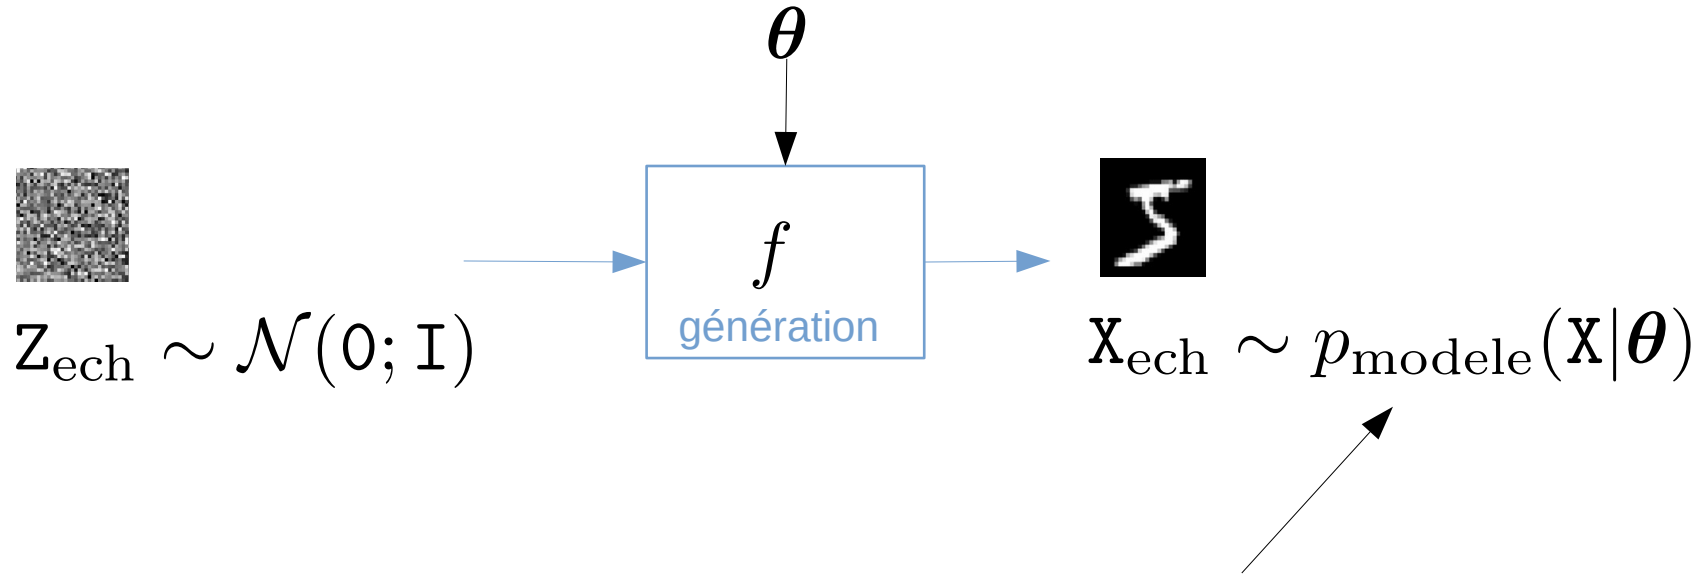 θ
f
génération
Z_ech ∼ 𝒩(0; I)
X_ech ∼ p_modele(X|θ)